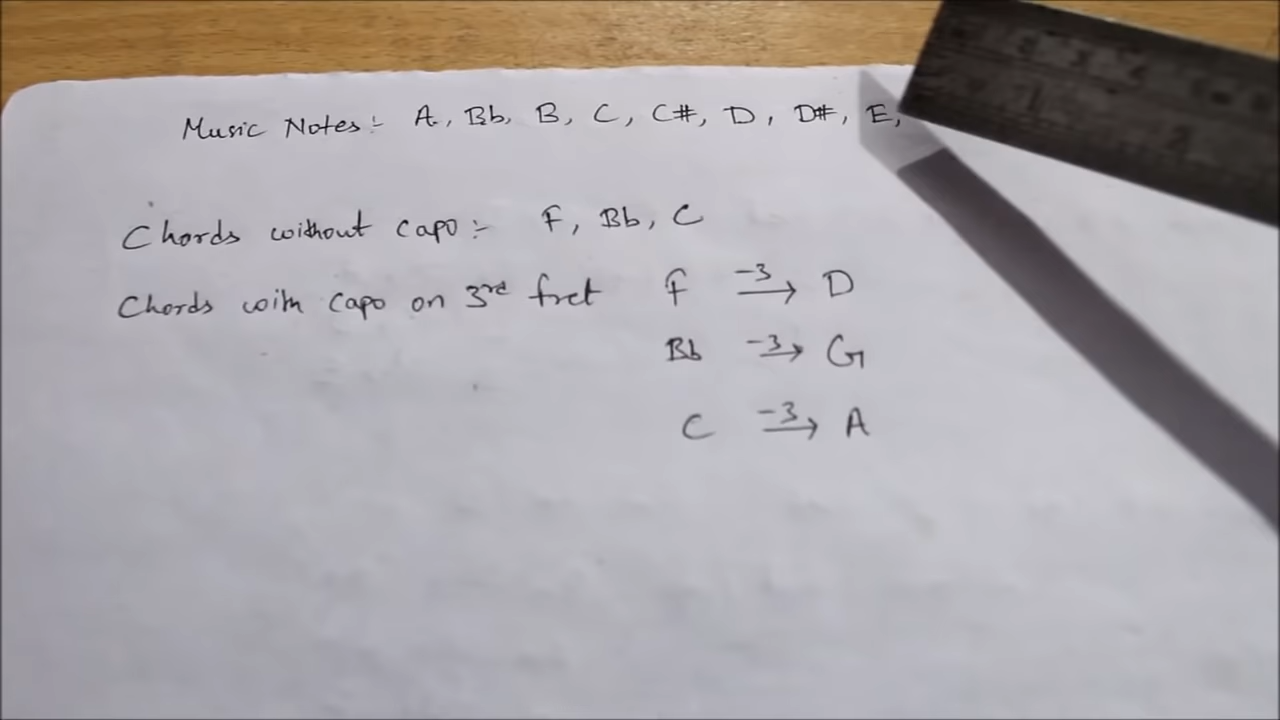 Music Notes:- A, Bb, B, C, C#, D, D#, E,
Chords without capo:- F, Bb, C
Chords with capo on 3rd fret F -3→ D
Bb -3→ G
C -3→ A